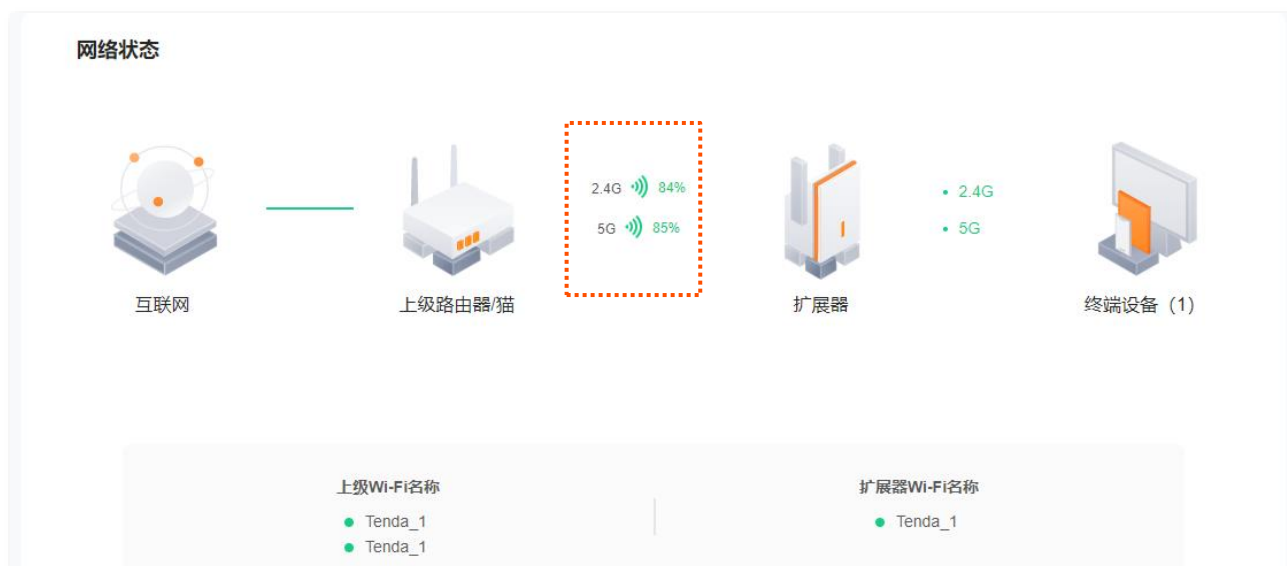 网络状态
2.4G 84%
5G 85%
• 2.4G
• 5G
互联网
上级路由器/猫
扩展器
终端设备（1）
上级Wi-Fi名称
扩展器Wi-Fi名称
Tenda_1
Tenda_1
Tenda_1